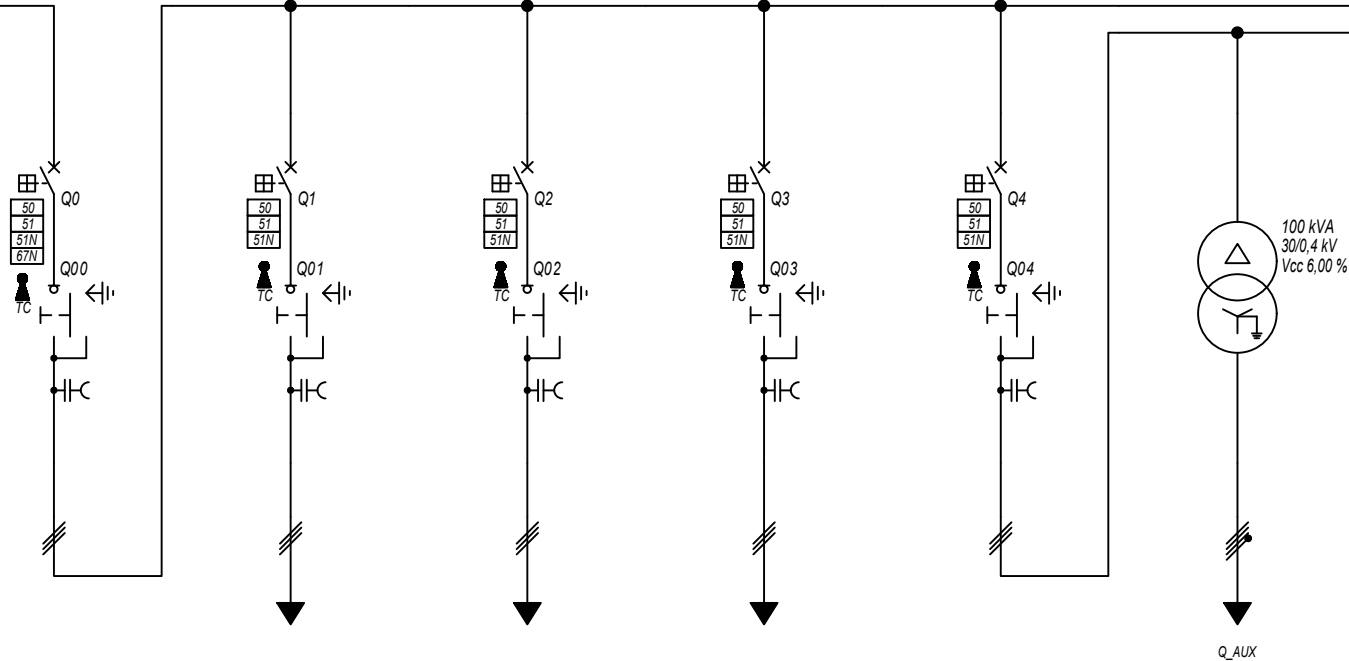 Q0
50
51
51N
67N
Q00
TC
Q1
50
51
51N
Q01
TC
Q2
50
51
51N
Q02
TC
Q3
50
51
51N
Q03
TC
Q4
50
51
51N
Q04
TC
100 kVA
30/0,4 kV
Vcc 6,00 %
Q_AUX